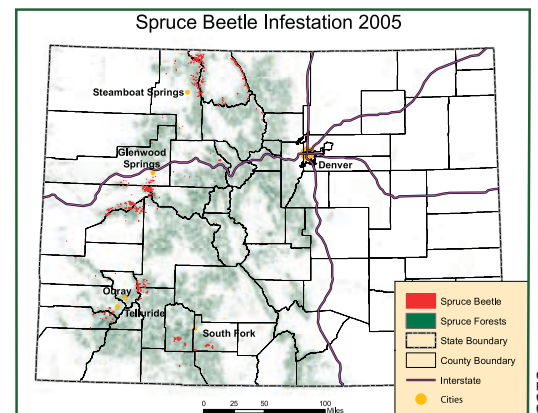 Spruce Beetle Infestation 2005
Steamboat Springs
Glenwood
Springs
Denver
Ouray
Telluride
South Fork
Spruce Beetle
Spruce Forests
State Boundary
County Boundary
Interstate
Cities
0 25 50 100
Miles